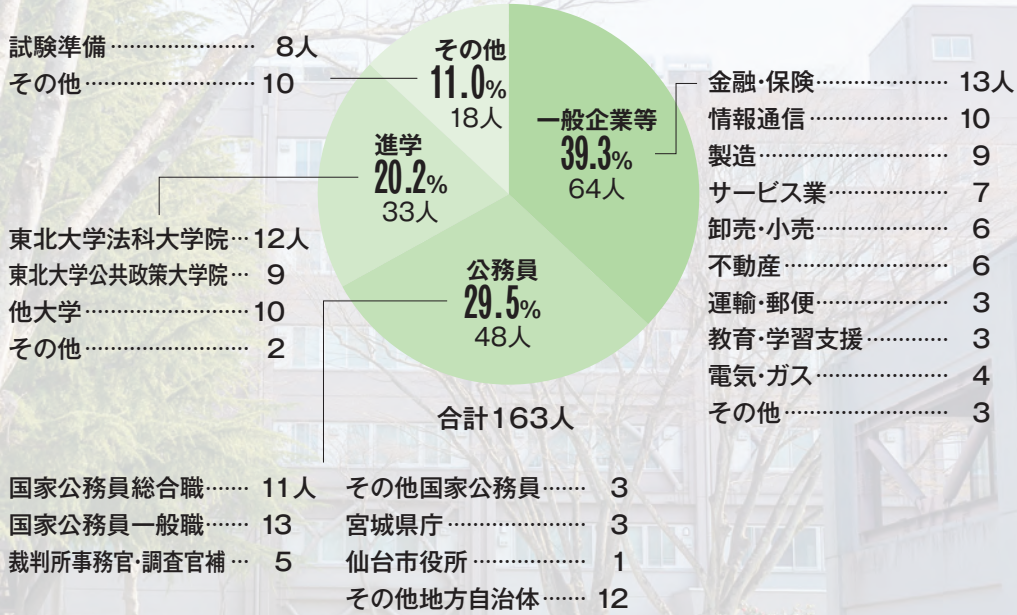 試験準備…………………… 8人
その他…………………… 10
その他
11.0%
18人
進学
20.2%
33人
一般企業等
39.3%
64人
公務員
29.5%
48人
合計163人
東北大学法科大学院…12人
東北大学公共政策大学院… 9
他大学……………………10
その他…………………… 2
金融・保険………………… 13人
情報通信………………… 10
製造………………………… 9
サービス業……………… 7
卸売・小売……………… 6
不動産…………………… 6
運輸・郵便……………… 3
教育・学習支援………… 3
電気・ガス……………… 4
その他…………………… 3
国家公務員総合職……. 11人
国家公務員一般職……. 13
裁判所事務官・調査官補… 5
その他国家公務員……. 3
宮城県庁………………… 3
仙台市役所……………… 1
その他地方自治体……. 12